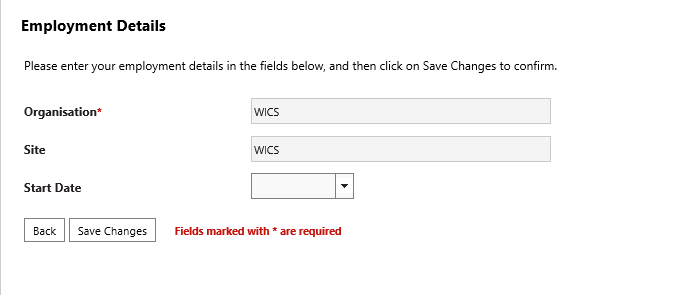 Employment Details
Please enter your employment details in the fields below, and then click on Save Changes to confirm.
Organisation* WICS
Site WICS
Start Date
Back Save Changes Fields marked with * are required